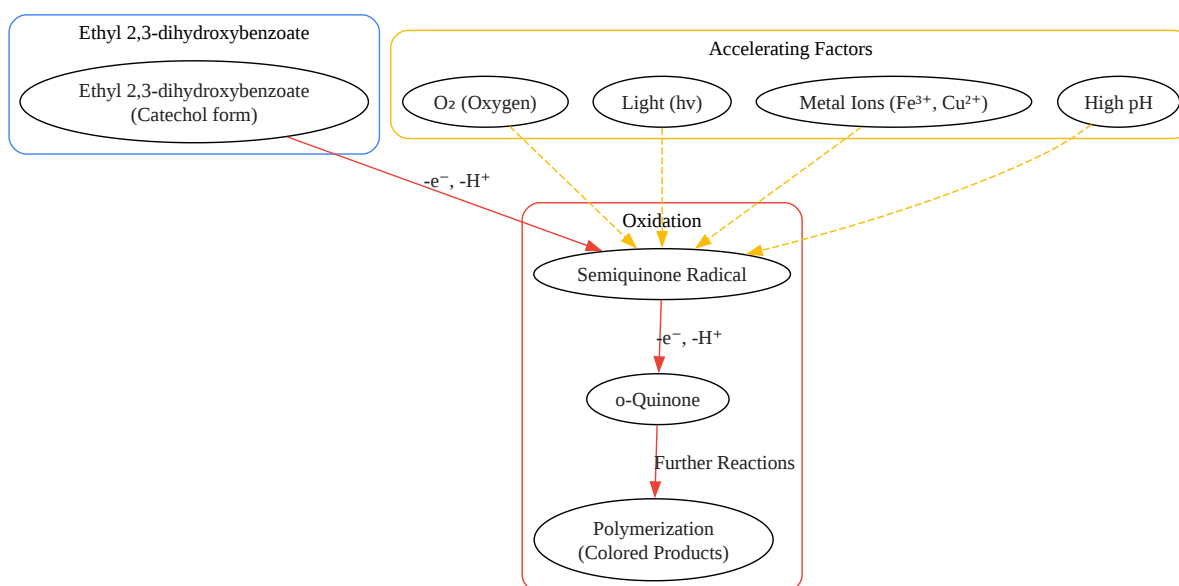 Ethyl 2,3-dihydroxybenzoate
Ethyl 2,3-dihydroxybenzoate
(Catechol form)
Accelerating Factors
O₂ (Oxygen)
Light (hv)
Metal Ions (Fe³⁺, Cu²⁺)
High pH
-e⁻, -H⁺
Oxidation
Semiquinone Radical
-e⁻, -H⁺
o-Quinone
Further Reactions
Polymerization
(Colored Products)